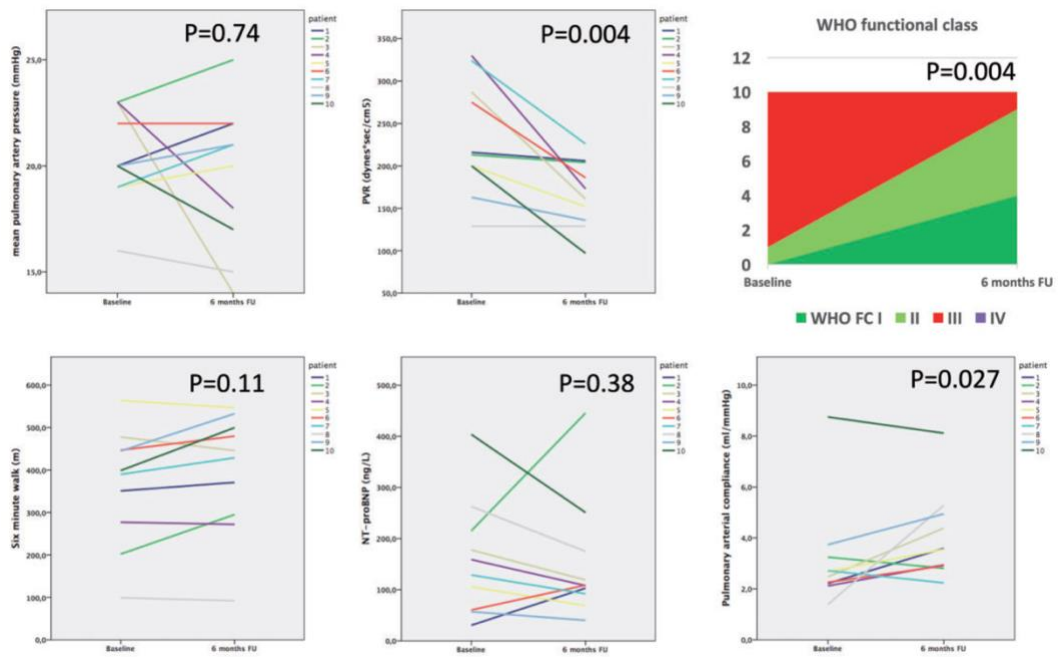 P=0.74
mean pulmonary artery pressure (mmHg)
25,0
20,0
15,0
Baseline
6 months FU
patient
1
2
3
4
5
6
7
8
9
10
P=0.004
PVR (dynes*sec/cm5)
350,0
300,0
250,0
200,0
150,0
100,0
50,0
Baseline
6 months FU
patient
1
2
3
4
5
6
7
8
9
10
WHO functional class
P=0.004
12
10
8
6
4
2
0
Baseline
6 months FU
WHO FC I II III IV
P=0.11
Six minute walk (m)
600,0
500,0
400,0
300,0
200,0
100,0
0,0
Baseline
6 months FU
patient
1
2
3
4
5
6
7
8
9
10
P=0.38
NT-proBNP (ng/L)
500,0
400,0
300,0
200,0
100,0
0,0
Baseline
6 months FU
patient
1
2
3
4
5
6
7
8
9
10
P=0.027
Pulmonary arterial compliance (ml/mmHg)
10,0
8,0
6,0
4,0
2,0
0,0
Baseline
6 months FU
patient
1
2
3
4
5
6
7
8
9
10